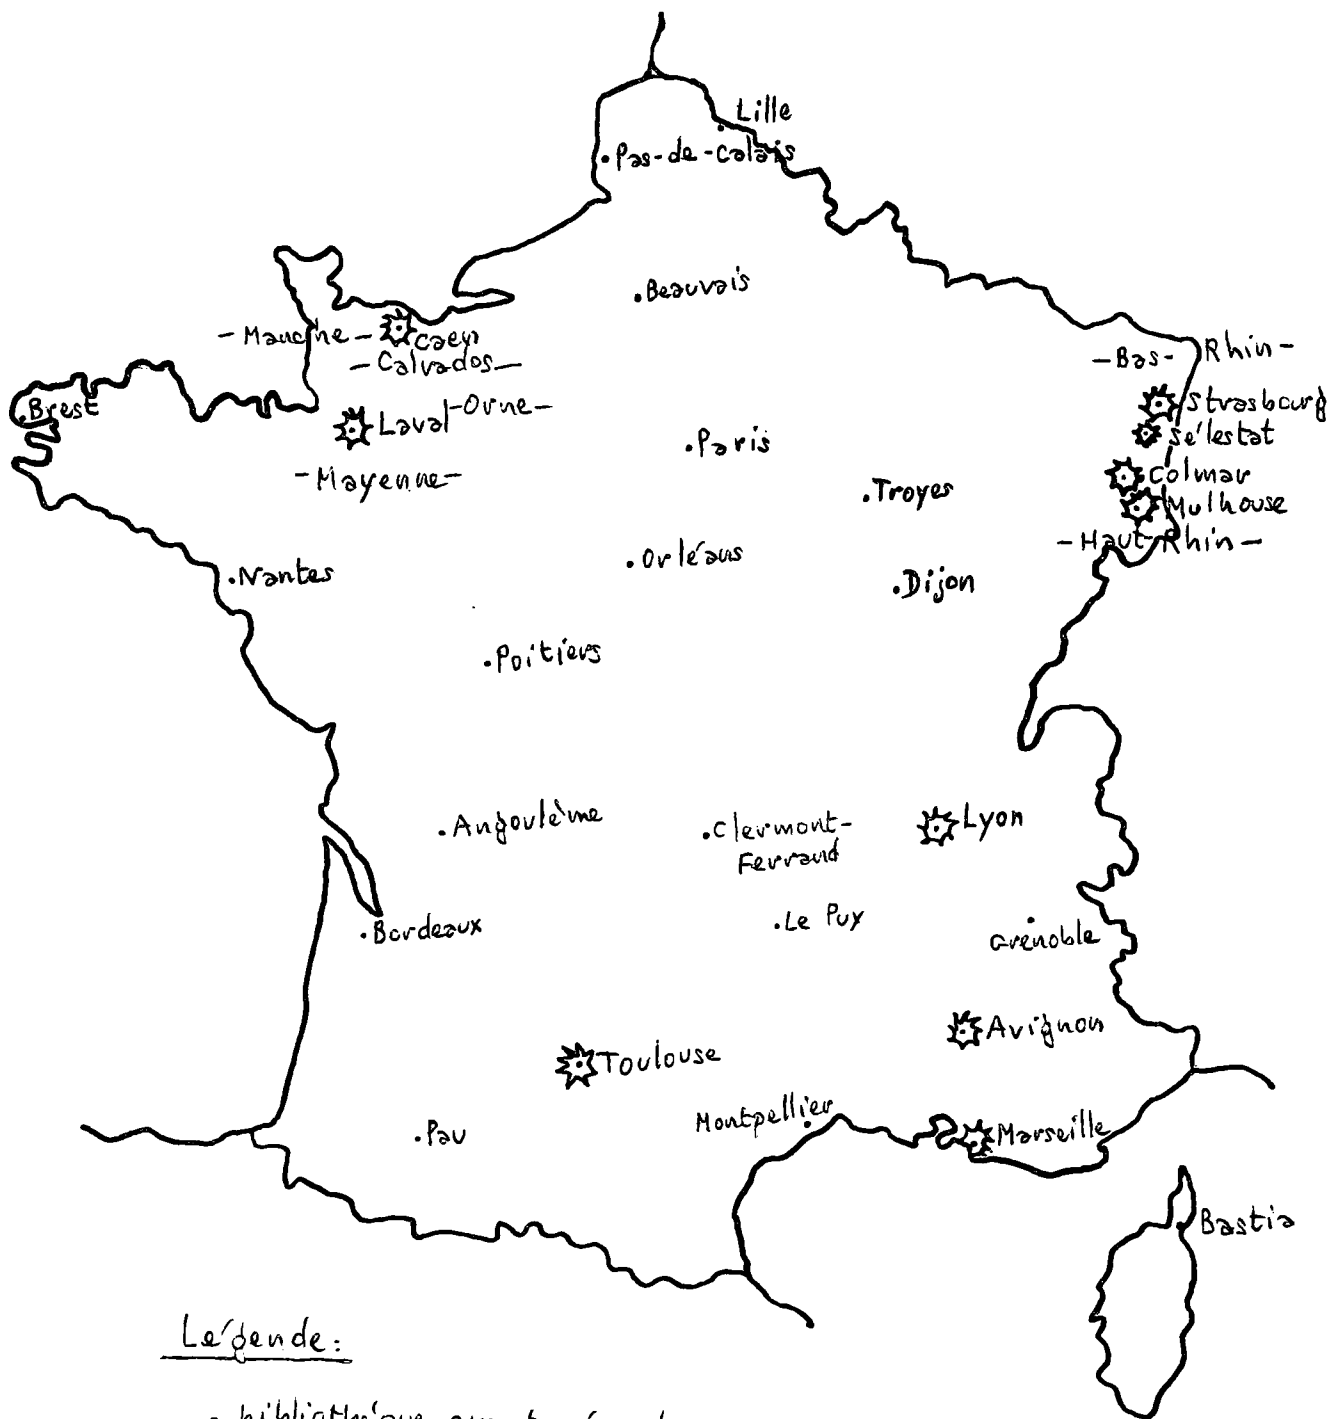 Lille
Pas-de-Calais
Beauvais
-Manche-
Caen
-Calvados-
-Bas-Rhin-
Brest
Strasbourg
Laval
-Orne-
Sélestat
Paris
-Mayenne-
Colmar
Troyes
Mulhouse
-Haut-Rhin-
Orléans
Nantes
Dijon
Poitiers
Angoulême
Clermont-
Ferrand
Lyon
Bordeaux
Le Puy
Grenoble
Avignon
Toulouse
Montpellier
Marseille
Pau
Bastia
Légende:
bibliothèque